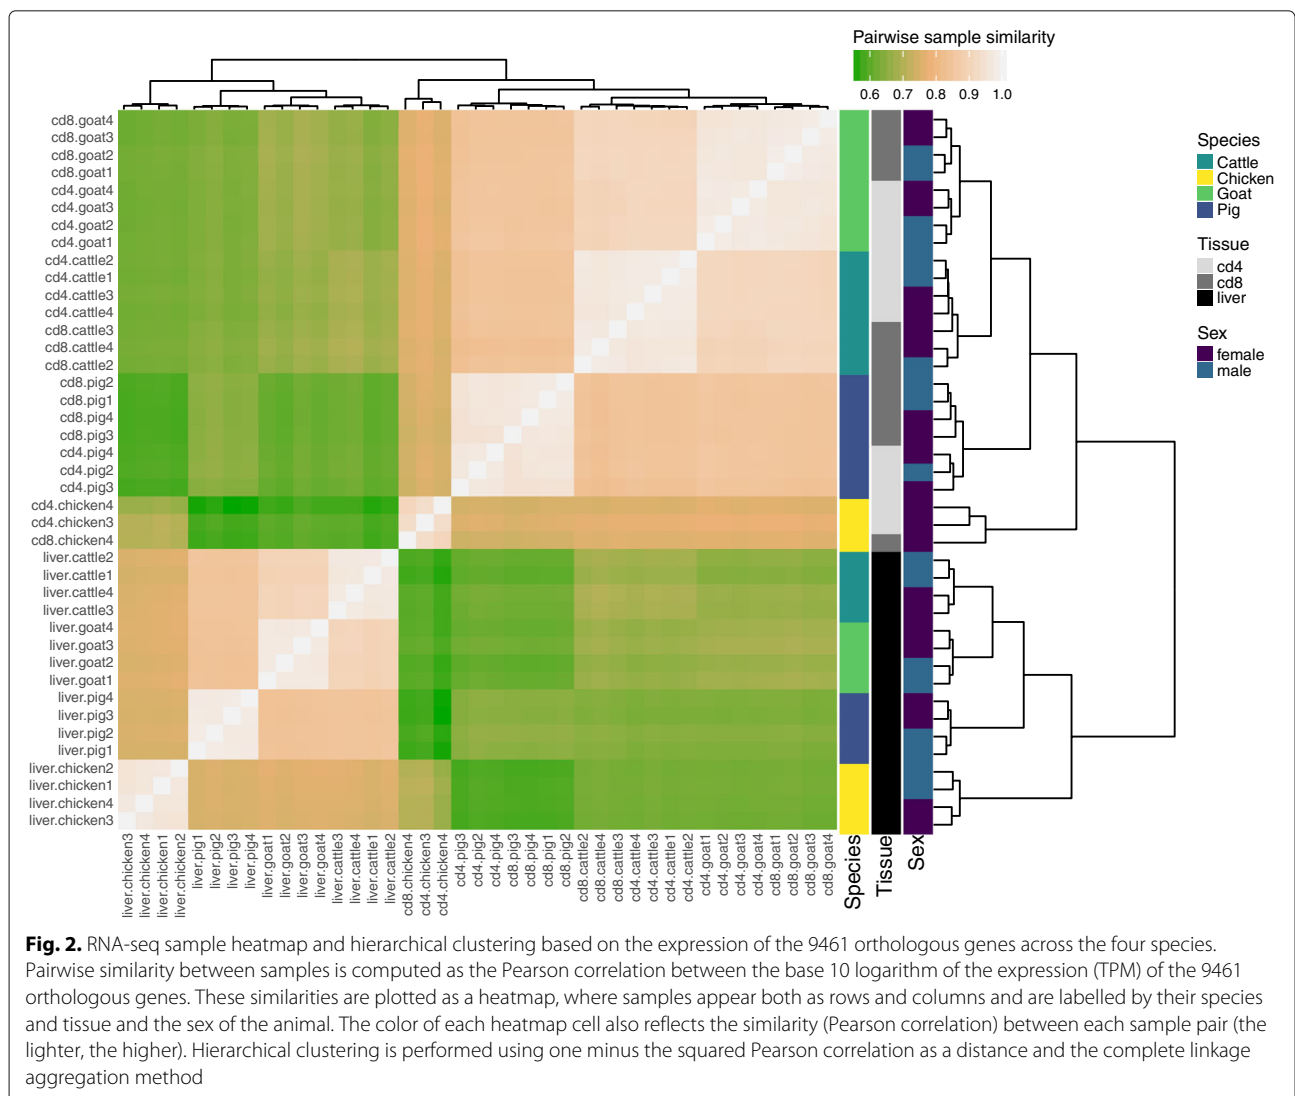 Pairwise sample similarity
0.6 0.7 0.8 0.9 1.0
cd8.goat4
cd8.goat3
cd8.goat2
cd8.goat1
cd4.goat4
cd4.goat3
cd4.goat2
cd4.goat1
cd4.cattle2
cd4.cattle1
cd4.cattle3
cd4.cattle4
cd8.cattle3
cd8.cattle4
cd8.cattle2
cd8.pig2
cd8.pig1
cd8.pig4
cd8.pig3
cd4.pig4
cd4.pig2
cd4.pig3
cd4.chicken4
cd4.chicken3
cd8.chicken4
liver.cattle2
liver.cattle1
liver.cattle4
liver.cattle3
liver.goat4
liver.goat3
liver.goat2
liver.goat1
liver.pig4
liver.pig3
liver.pig2
liver.pig1
liver.chicken2
liver.chicken1
liver.chicken4
liver.chicken3
liver.chicken3
liver.chicken4
liver.chicken1
liver.chicken2
liver.pig1
liver.pig2
liver.pig3
liver.pig4
liver.goat1
liver.goat2
liver.goat3
liver.goat4
liver.cattle3
liver.cattle4
liver.cattle1
liver.cattle2
cd8.chicken4
cd4.chicken3
cd4.chicken4
cd4.pig3
cd4.pig2
cd4.pig4
cd8.pig3
cd8.pig4
cd8.pig1
cd8.pig2
cd8.cattle2
cd8.cattle4
cd8.cattle3
cd4.cattle4
cd4.cattle3
cd4.cattle1
cd4.cattle2
cd4.goat1
cd4.goat2
cd4.goat3
cd4.goat4
cd8.goat1
cd8.goat2
cd8.goat3
cd8.goat4
Species
Tissue
Sex
Species
Cattle
Chicken
Goat
Pig
Tissue
cd4
cd8
liver
Sex
female
male
Fig. 2. RNA-seq sample heatmap and hierarchical clustering based on the expression of the 9461 orthologous genes across the four species.
Pairwise similarity between samples is computed as the Pearson correlation between the base 10 logarithm of the expression (TPM) of the 9461
orthologous genes. These similarities are plotted as a heatmap, where samples appear both as rows and columns and are labelled by their species
and tissue and the sex of the animal. The color of each heatmap cell also reflects the similarity (Pearson correlation) between each sample pair (the
lighter, the higher). Hierarchical clustering is performed using one minus the squared Pearson correlation as a distance and the complete linkage
aggregation method